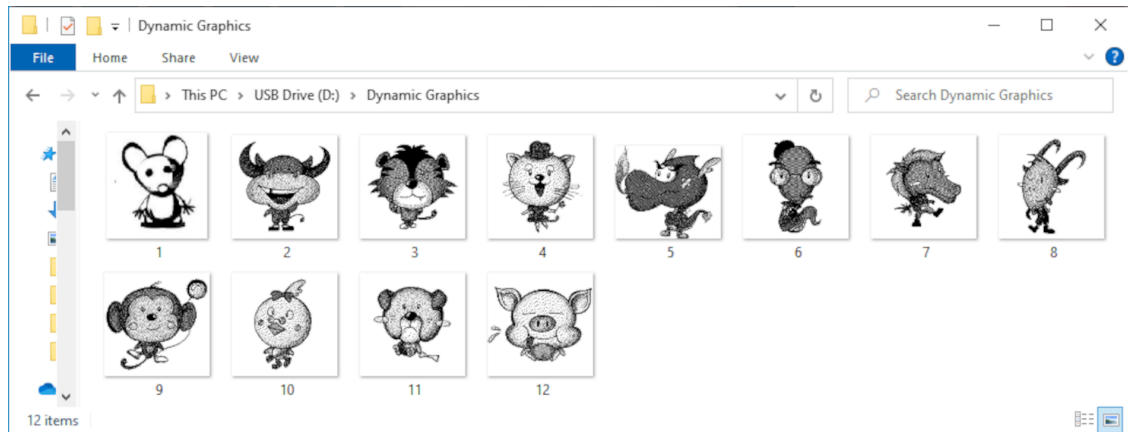 Dynamic Graphics
File Home Share View
This PC > USB Drive (D:) > Dynamic Graphics Search Dynamic Graphics
1 2 3 4 5 6 7 8
9 10 11 12
12 items